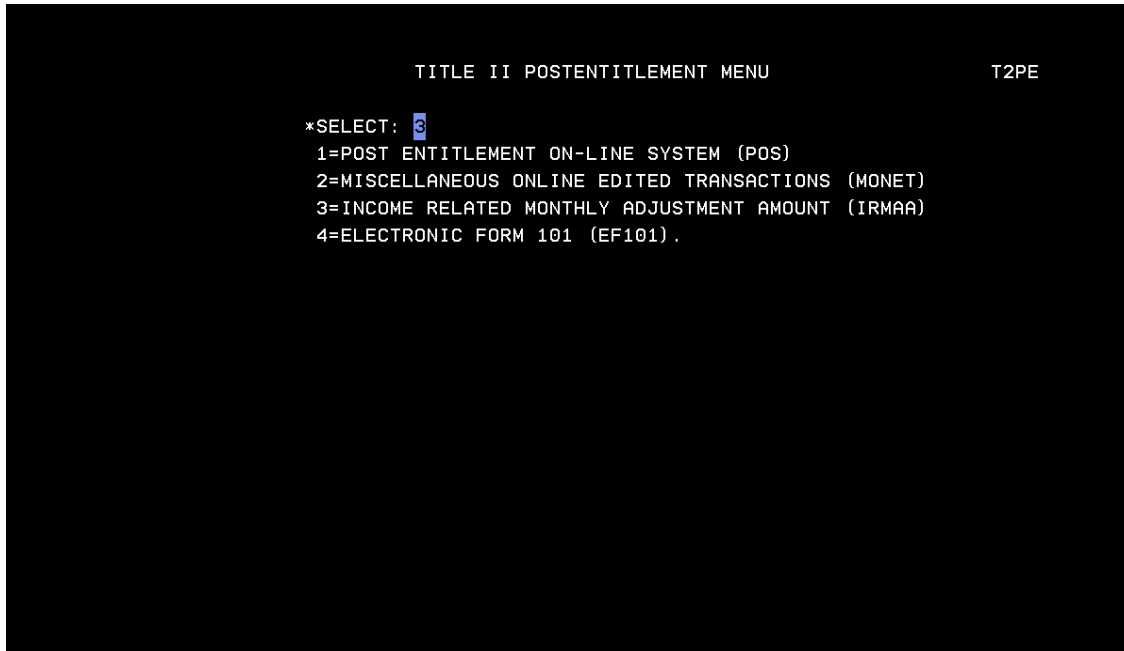 TITLE II POSTENTITLEMENT MENU T2PE
*SELECT: 3
1=POST ENTITLEMENT ON-LINE SYSTEM (POS)
2=MISCELLANEOUS ONLINE EDITED TRANSACTIONS (MONET)
3=INCOME RELATED MONTHLY ADJUSTMENT AMOUNT (IRMAA)
4=ELECTRONIC FORM 101 (EF101).